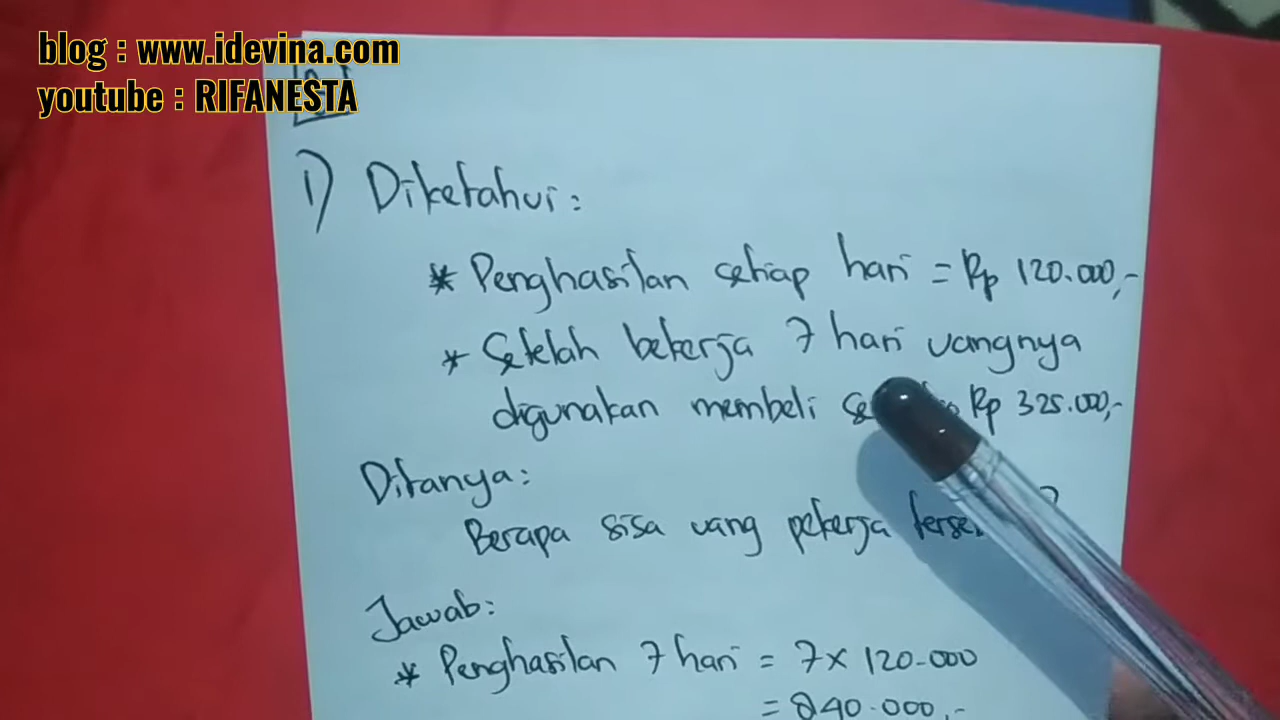 blog : www.idevina.com
youtube : RIFANESTA
1) Diketahui :
* Penghasilan setiap hari = Rp 120.000,-
* Setelah bekerja 7 hari uangnya
digunakan membeli Rp 325.000,-
Ditanya :
Berapa sisa uang pekerja ?
Jawab :
* Penghasilan 7 hari = 7 x 120.000
= 840.000,-